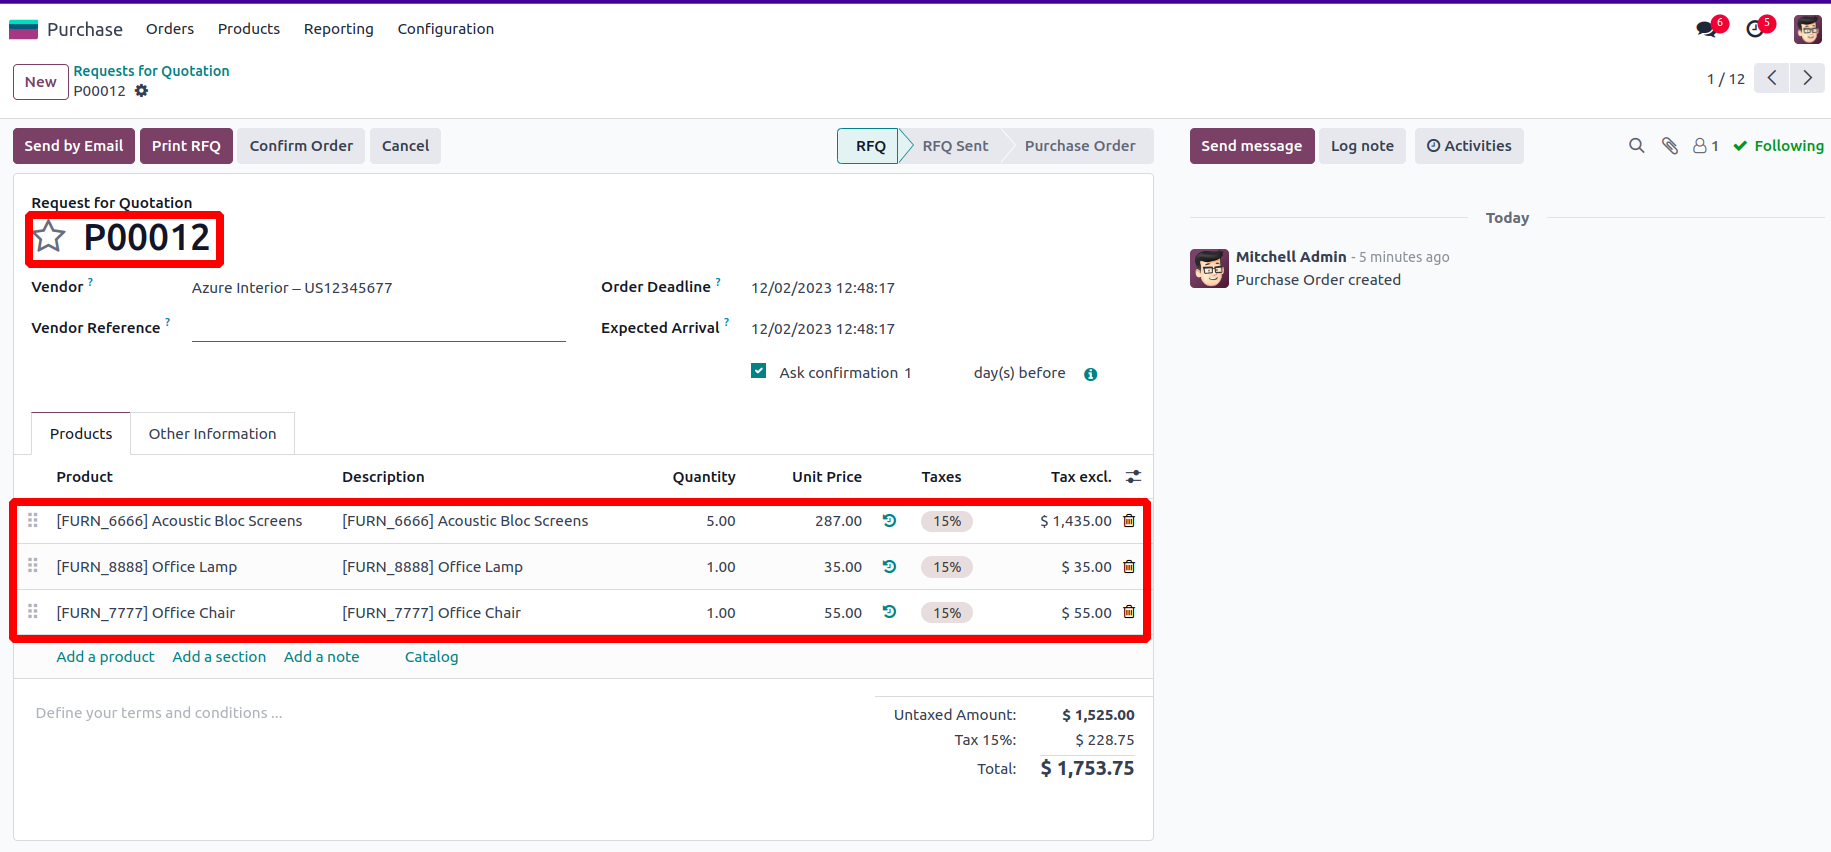 Purchase Orders Products Reporting Configuration 6 5
New Requests for Quotation
P00012
1 / 12
Send by Email Print RFQ Confirm Order Cancel RFQ RFQ Sent Purchase Order Send message Log note Activities 1 Following
Request for Quotation
P00012
Today
Mitchell Admin - 5 minutes ago
Purchase Order created
Vendor ? Azure Interior – US12345677 Order Deadline ? 12/02/2023 12:48:17
Vendor Reference ? Expected Arrival ? 12/02/2023 12:48:17
Ask confirmation 1 day(s) before
Products Other Information
Product Description Quantity Unit Price Taxes Tax excl.
[FURN_6666] Acoustic Bloc Screens [FURN_6666] Acoustic Bloc Screens 5.00 287.00 15% $ 1,435.00
[FURN_8888] Office Lamp [FURN_8888] Office Lamp 1.00 35.00 15% $ 35.00
[FURN_7777] Office Chair [FURN_7777] Office Chair 1.00 55.00 15% $ 55.00
Add a product Add a section Add a note Catalog
Define your terms and conditions ...
Untaxed Amount: $ 1,525.00
Tax 15%: $ 228.75
Total: $ 1,753.75